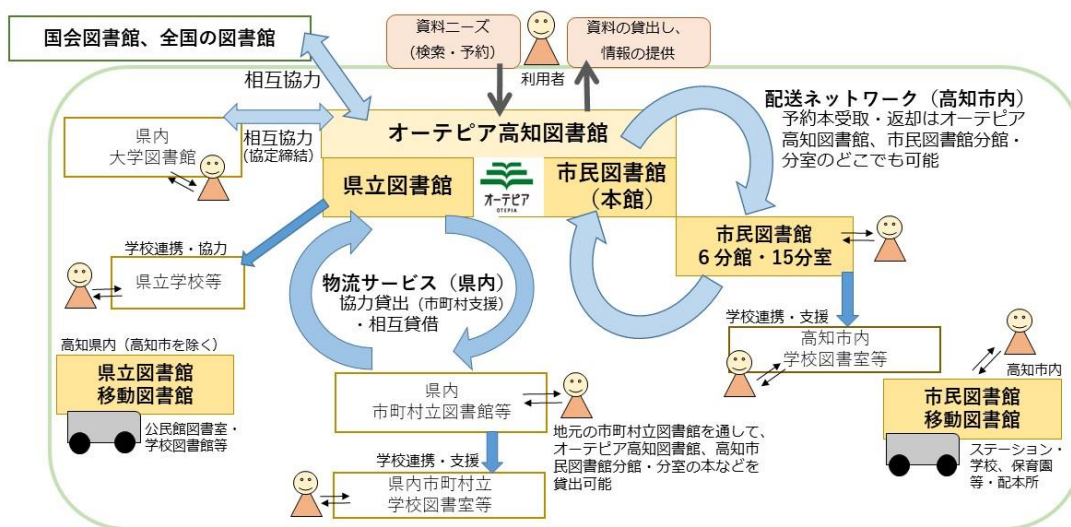 国会図書館、全国の図書館
資料ニーズ
(検索・予約)
利用者
資料の貸出し、
情報の提供
相互協力
県内
大学図書館
相互協力
(協定締結)
オーテピア高知図書館
県立図書館
オーテピア
OTEPIA
市民図書館
(本館)
配送ネットワーク(高知市内)
予約本受取・返却はオーテピア
高知図書館、市民図書館分館・
分室のどこでも可能
市民図書館
6分館・15分室
学校連携・協力
県立学校等
物流サービス(県内)
協力貸出(市町村支援)
・相互貸借
学校連携・支援
高知市内
学校図書室等
高知県内(高知市を除く)
県立図書館
移動図書館
公民館図書室・
学校図書館等
県内
市町村立図書館等
地元の市町村立図書館を通して、
オーテピア高知図書館、高知市
民図書館分館・分室の本などを
貸出可能
学校連携・支援
県内市町村立
学校図書室等
高知市内
市民図書館
移動図書館
ステーション・
学校、保育園
等・配本所